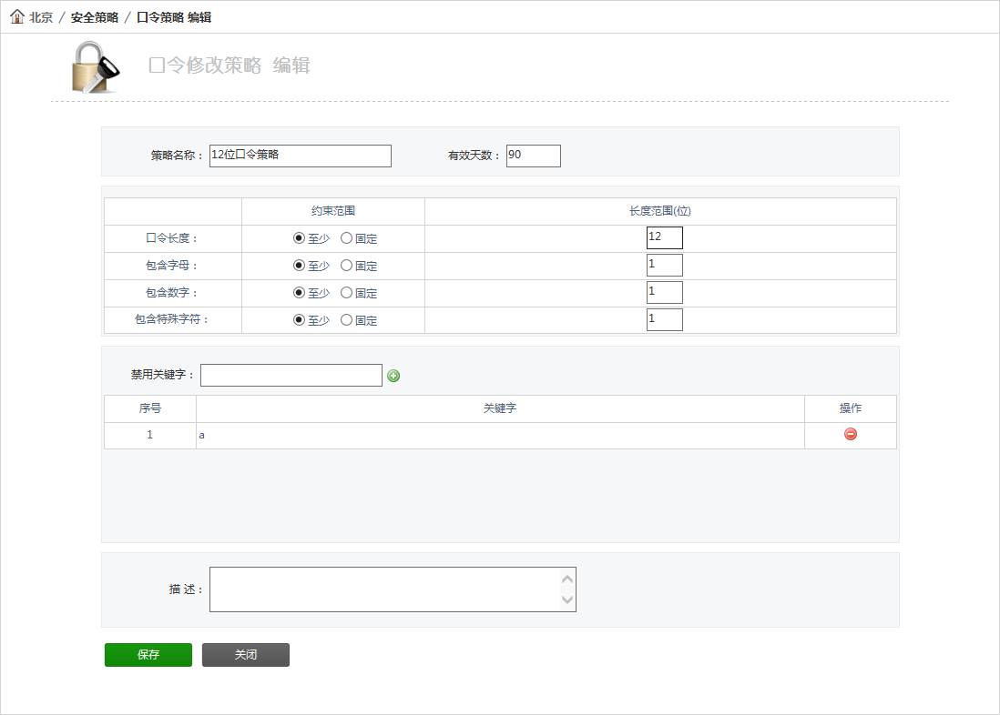 北京 / 安全策略 / 口令策略 编辑
口令修改策略 编辑
策略名称： 12位口令策略 有效天数： 90
约束范围 长度范围(位)
口令长度： 至少 固定 12
包含字母： 至少 固定 1
包含数字： 至少 固定 1
包含特殊字符： 至少 固定 1
禁用关键字：
序号 关键字 操作
1 a
描 述：
保存 关闭